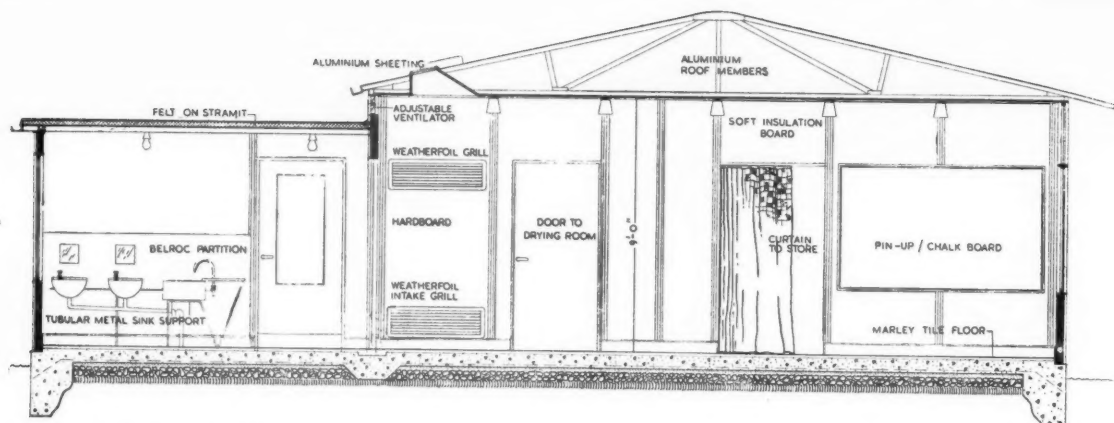 ALUMINIUM SHEETING
ALUMINIUM
ROOF MEMBERS
FELT ON STRAMIT
ADJUSTABLE
VENTILATOR
SOFT INSULATION
BOARD
WEATHERFOIL GRILL
HARDBOARD
DOOR TO
DRYING ROOM
9'-0"
BELROC PARTITION
CURTAIN
TO STORE
PIN-UP / CHALK BOARD
WEATHERFOIL
INTAKE GRILL
TUBULAR METAL SINK SUPPORT
MARLEY TILE FLOOR